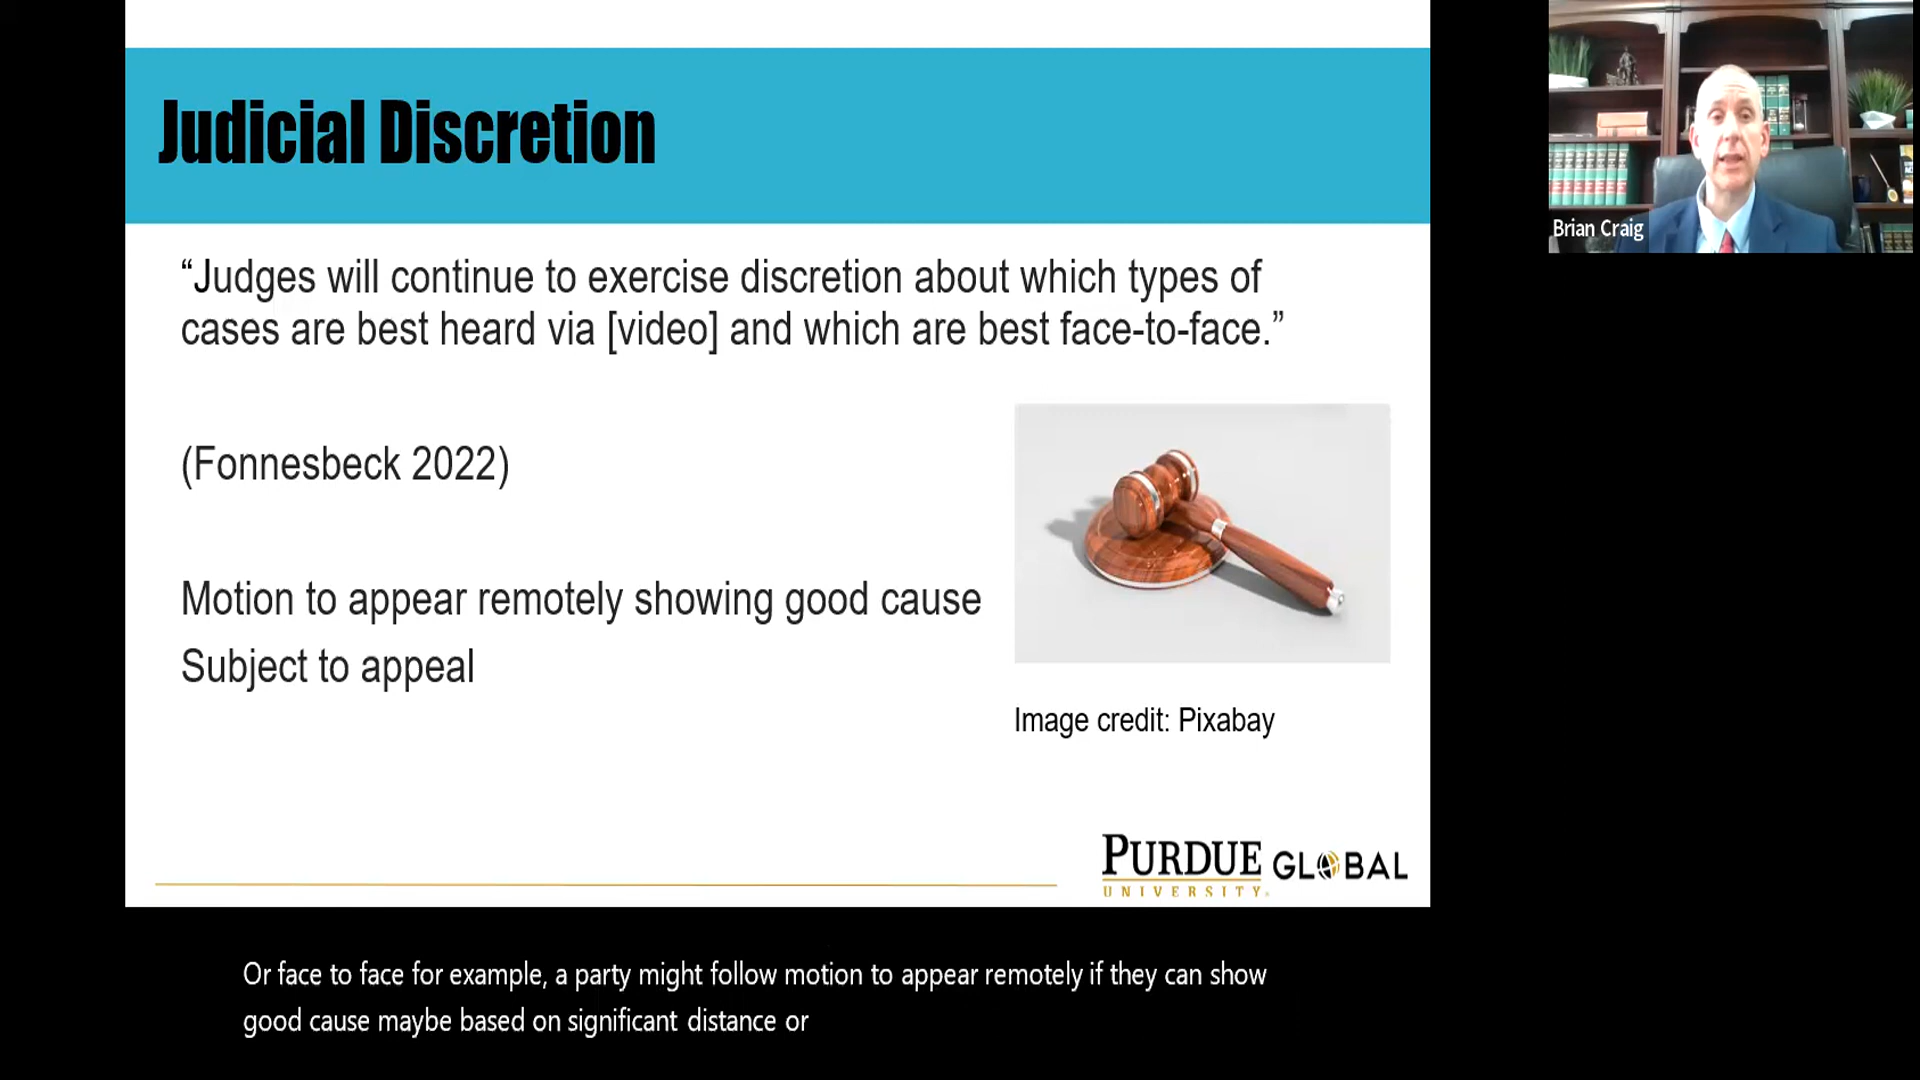 Judicial Discretion
“Judges will continue to exercise discretion about which types of
cases are best heard via [video] and which are best face-to-face.”
(Fonnesbeck 2022)
Motion to appear remotely showing good cause
Subject to appeal
Image credit: Pixabay
PURDUE GLOBAL
UNIVERSITY
Brian Craig
Or face to face for example, a party might follow motion to appear remotely if they can show
good cause maybe based on significant distance or